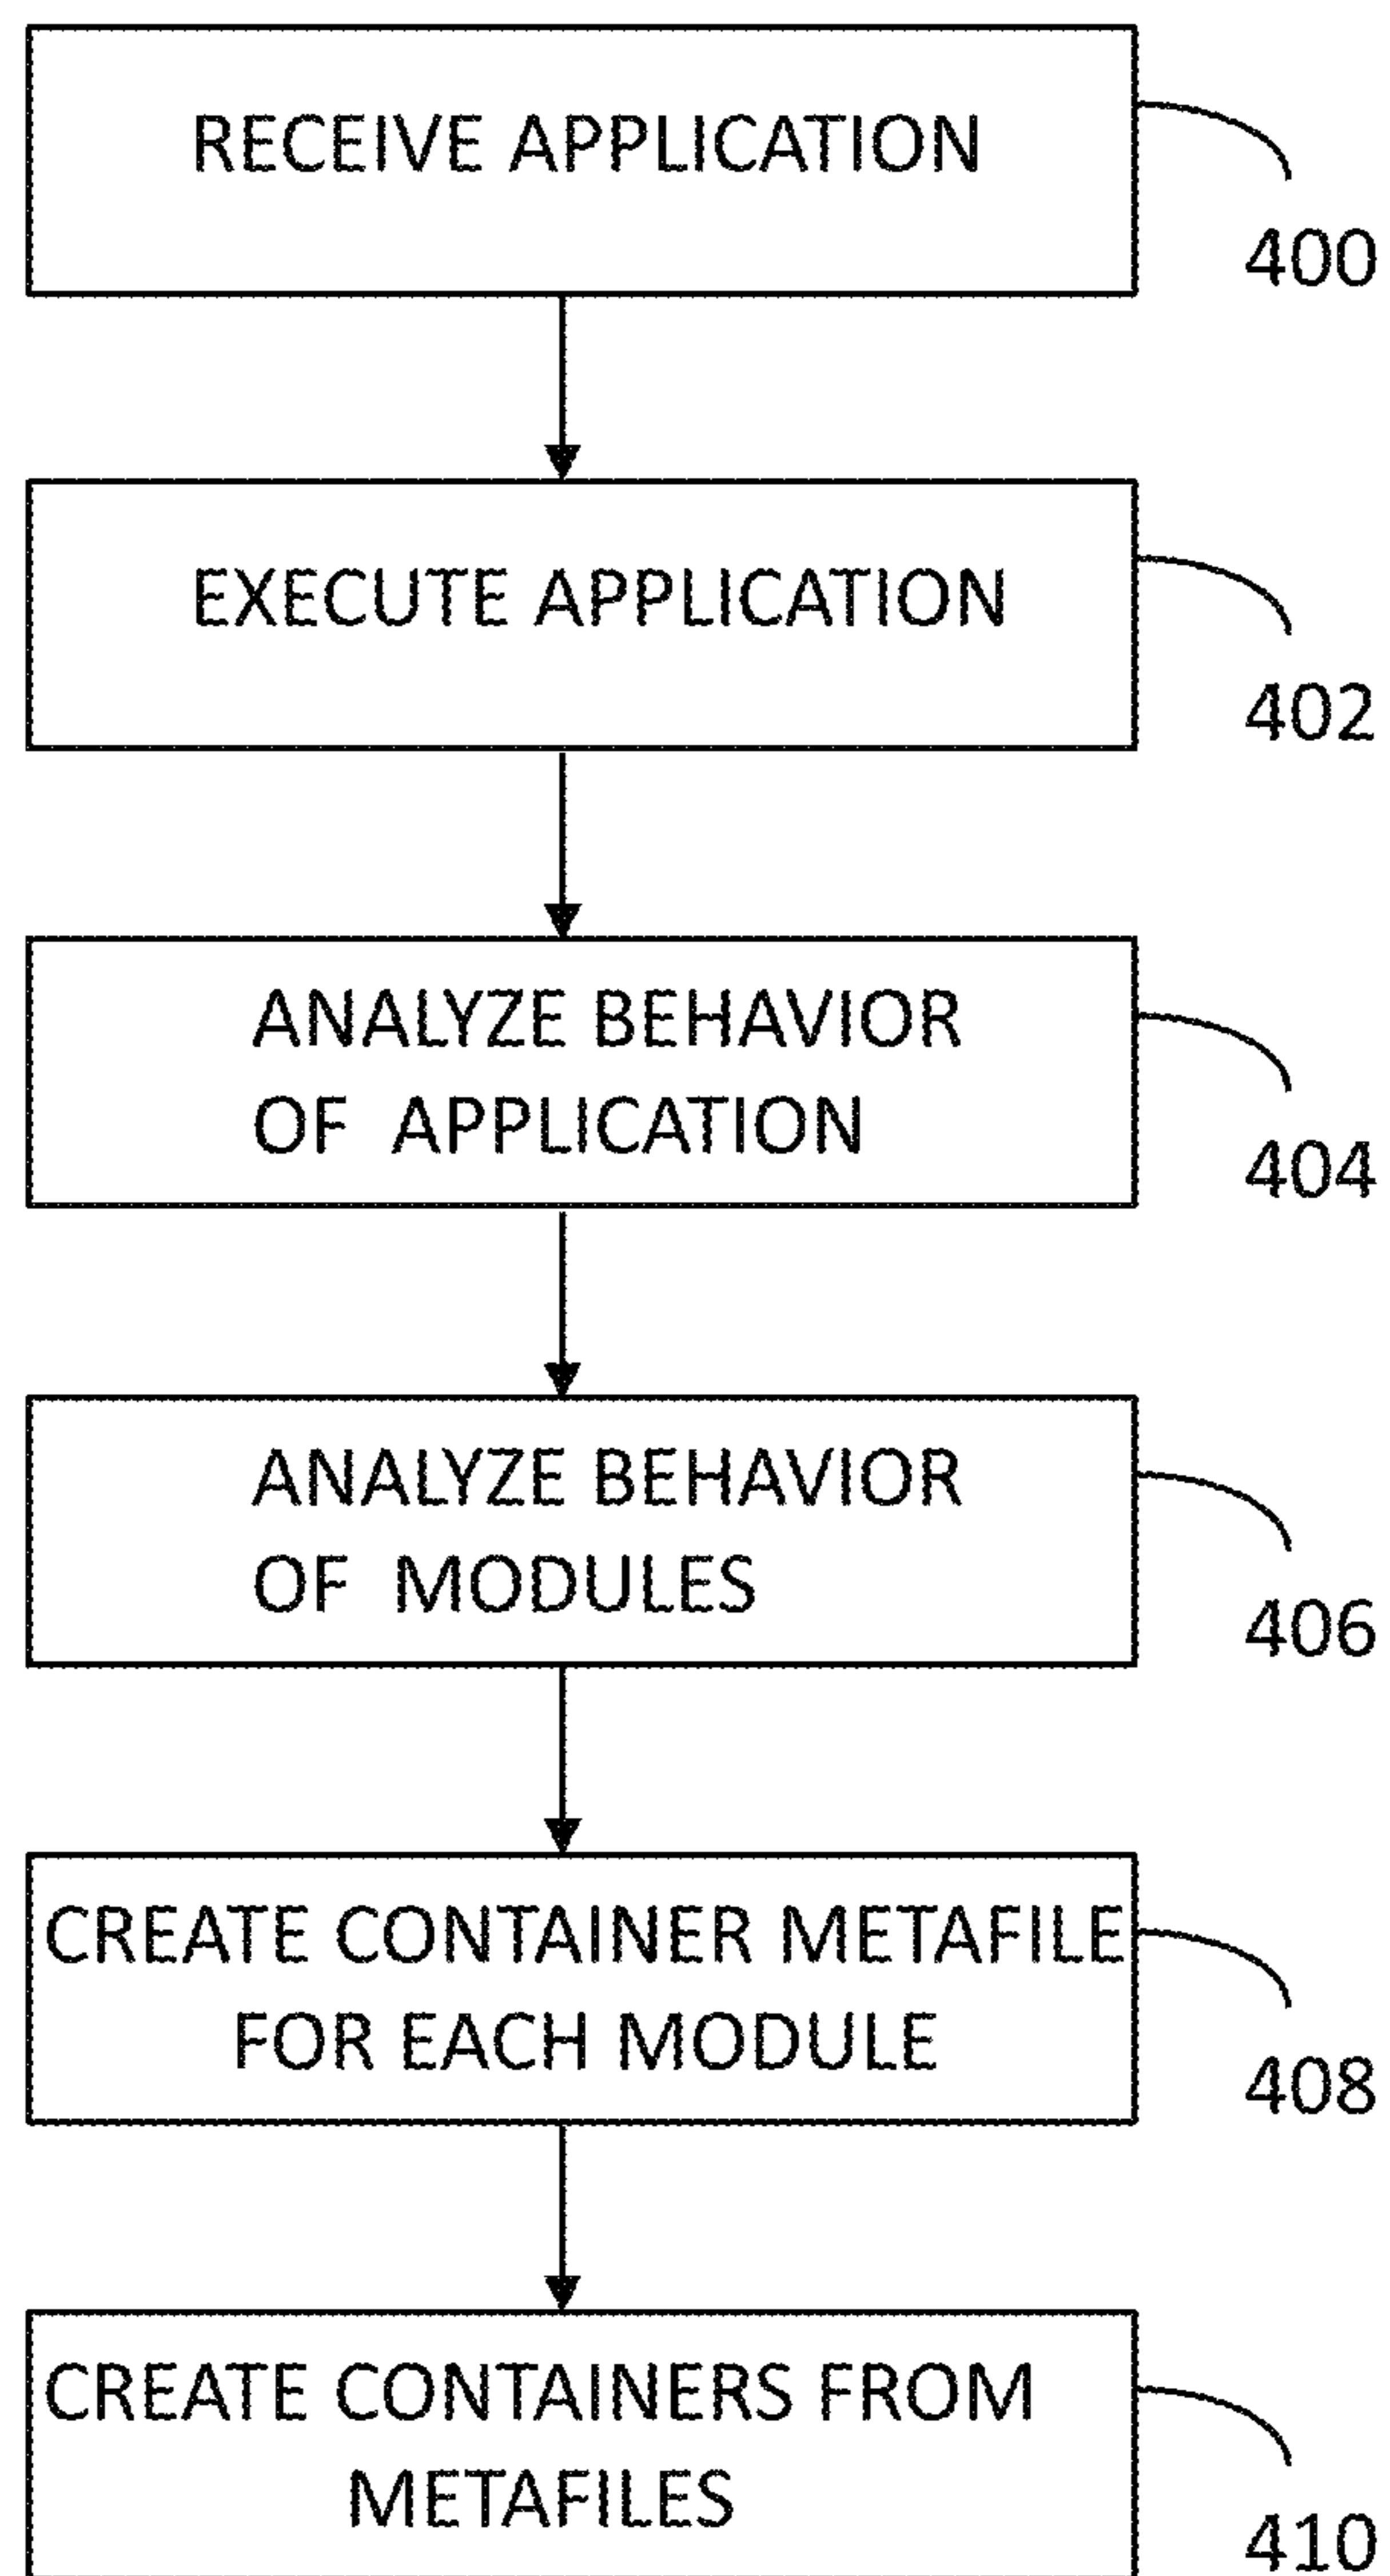 RECEIVE APPLICATION
400
EXECUTE APPLICATION
402
ANALYZE BEHAVIOR
OF APPLICATION
404
ANALYZE BEHAVIOR
OF MODULES
406
CREATE CONTAINER METAFILE
FOR EACH MODULE
408
CREATE CONTAINERS FROM
METAFILES
410